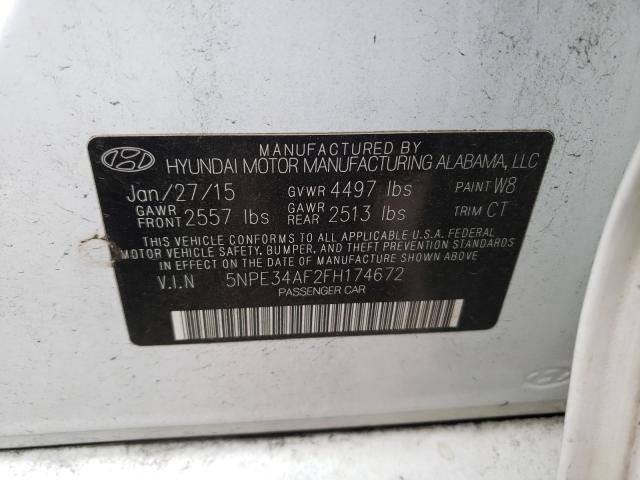 MANUFACTURED BY
HYUNDAI MOTOR MANUFACTURING ALABAMA, LLC
Jan/27/15 GVWR 4497 lbs PAINT W8
GAWR FRONT 2557 lbs GAWR REAR 2513 lbs TRIM CT
THIS VEHICLE CONFORMS TO ALL APPLICABLE U.S.A. FEDERAL
MOTOR VEHICLE SAFETY, BUMPER, AND THEFT PREVENTION STANDARDS
IN EFFECT ON THE DATE OF MANUFACTURE SHOWN ABOVE.
V.I.N 5NPE34AF2FH174672
PASSENGER CAR